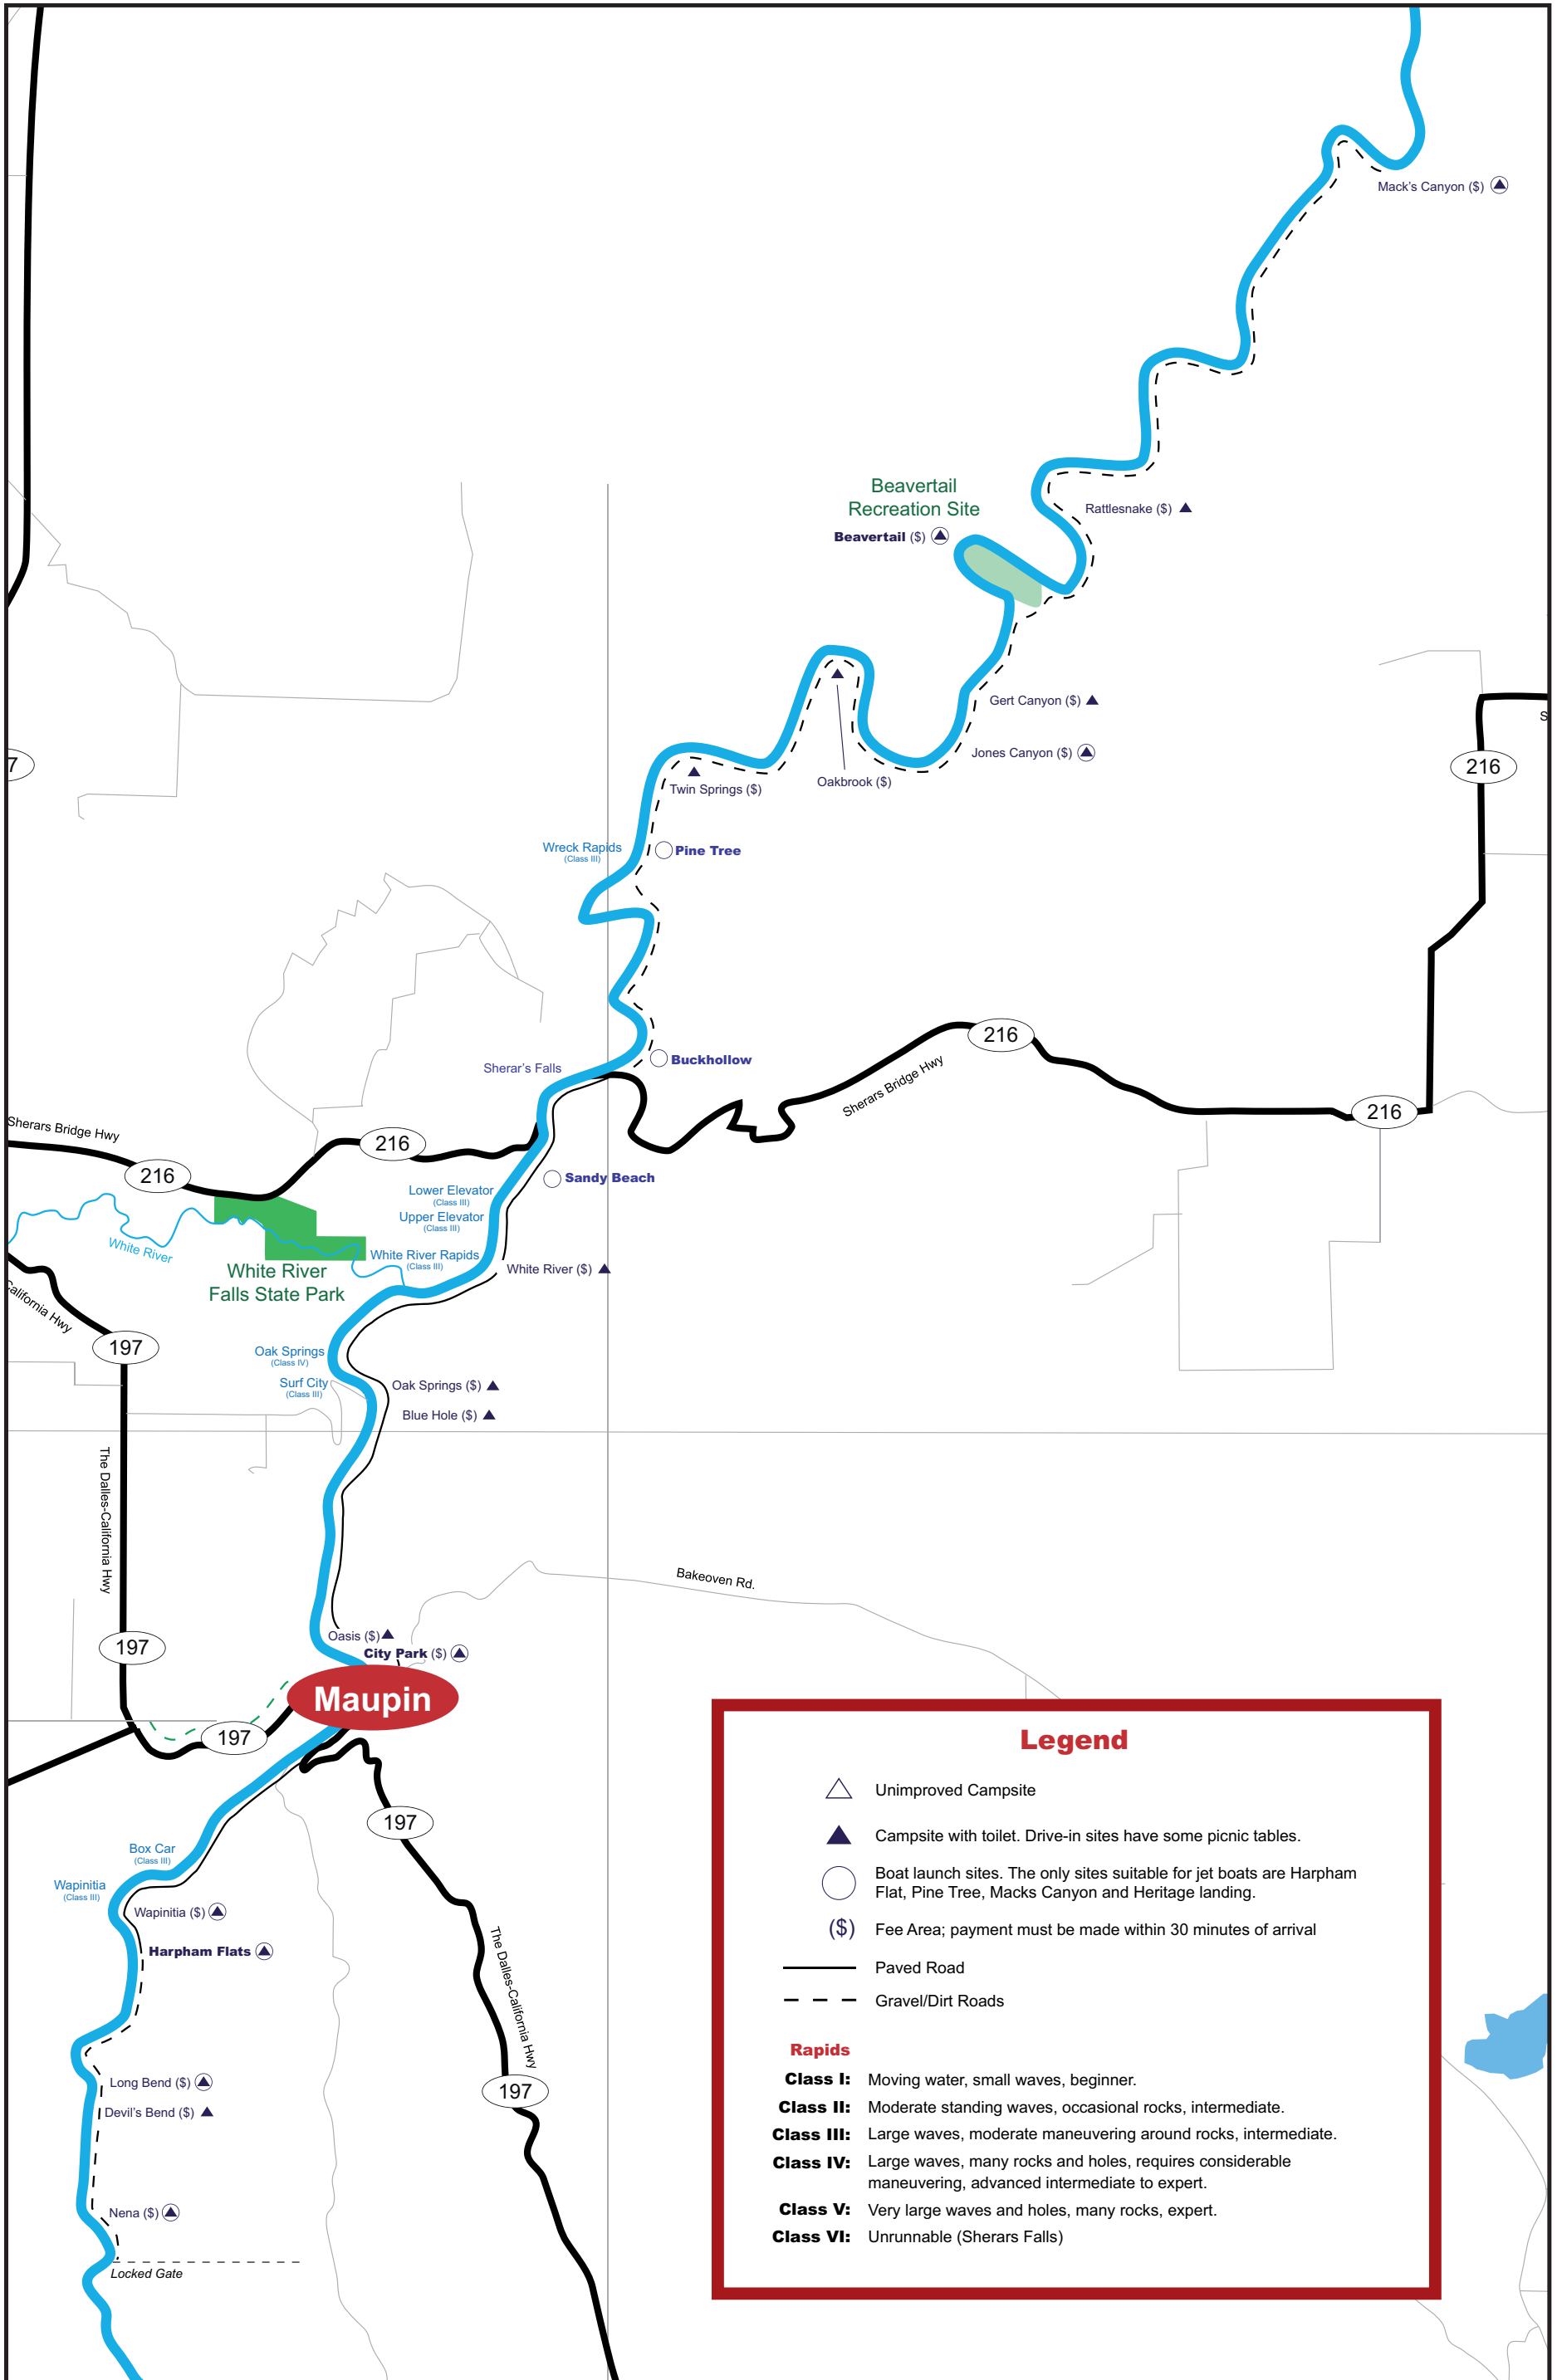 Mack's Canyon ($)
Beavertail
Recreation Site
Beavertail ($)
Rattlesnake ($)
Gert Canyon ($)
Jones Canyon ($)
Oakbrook ($)
Twin Springs ($)
S
7
216
Wreck Rapids
(Class III)
Pine Tree
Buckhollow
Sherar's Falls
216
Sherars Bridge Hwy
216
Sherars Bridge Hwy
216
216
Sandy Beach
Lower Elevator
(Class III)
Upper Elevator
(Class III)
White River
White River Rapids
(Class III)
White River ($)
White River
Falls State Park
California Hwy
197
Oak Springs
(Class IV)
Surf City
(Class III)
Oak Springs ($)
Blue Hole ($)
The Dalles-California Hwy
Bakeoven Rd.
197
Oasis ($)
City Park ($)
Maupin
197
197
Box Car
(Class III)
Wapinitia
(Class III)
Wapinitia ($)
Harpham Flats
The Dalles-California Hwy
197
Long Bend ($)
Devil's Bend ($)
Nena ($)
Locked Gate
Legend
Unimproved Campsite
Campsite with toilet. Drive-in sites have some picnic tables.
Boat launch sites. The only sites suitable for jet boats are Harpham
Flat, Pine Tree, Macks Canyon and Heritage landing.
($) Fee Area; payment must be made within 30 minutes of arrival
Paved Road
Gravel/Dirt Roads
Rapids
Class I: Moving water, small waves, beginner.
Class II: Moderate standing waves, occasional rocks, intermediate.
Class III: Large waves, moderate maneuvering around rocks, intermediate.
Class IV: Large waves, many rocks and holes, requires considerable
maneuvering, advanced intermediate to expert.
Class V: Very large waves and holes, many rocks, expert.
Class VI: Unrunnable (Sherars Falls)